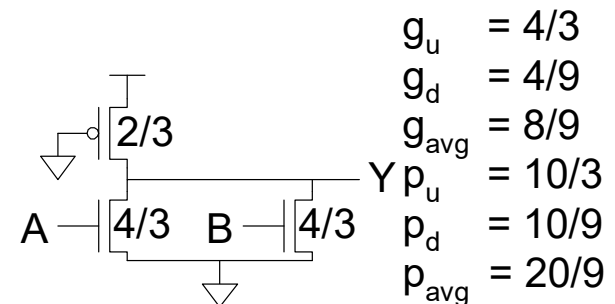 2/3
A 4/3 B 4/3 Y
g_u = 4/3
g_d = 4/9
g_avg = 8/9
p_u = 10/3
p_d = 10/9
p_avg = 20/9